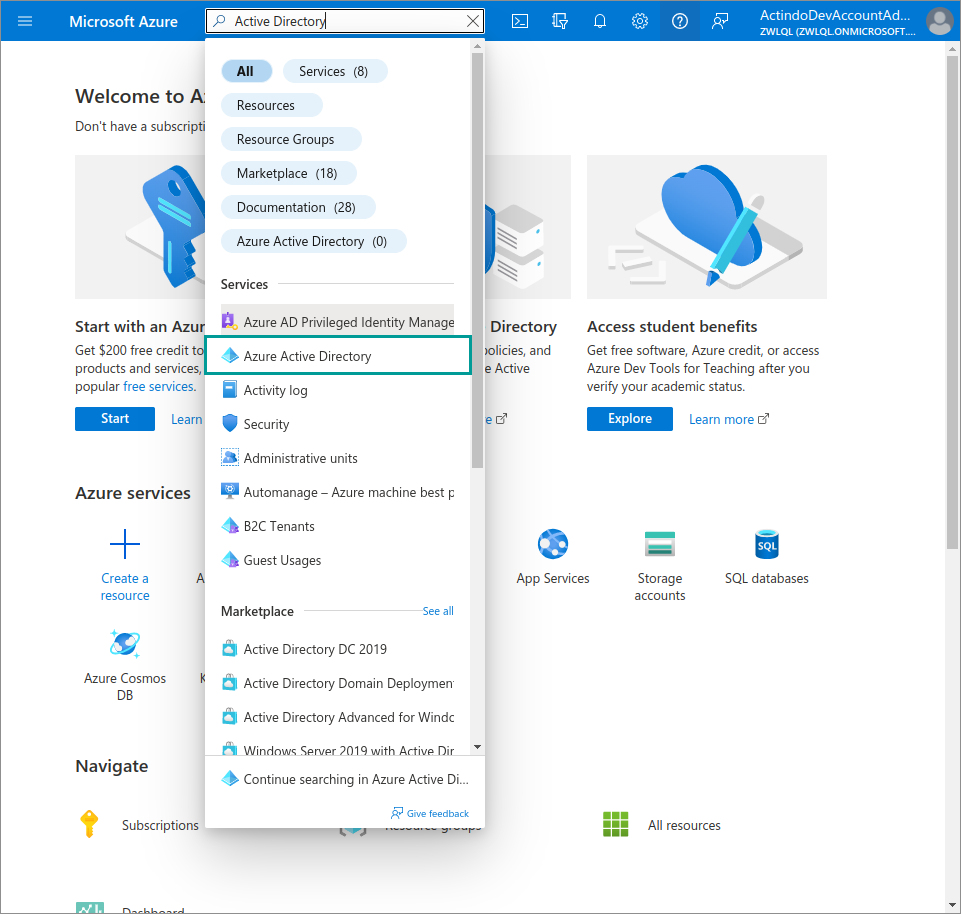 Microsoft Azure
Active Directory
ActindoDevAccountAd...
ZWLQL (ZWLQL.ONMICROSOFT....
All
Services (8)
Resources
Resource Groups
Marketplace (18)
Documentation (28)
Azure Active Directory (0)
Services
Azure AD Privileged Identity Manage
Azure Active Directory
Activity log
Security
Administrative units
Automanage – Azure machine best p
B2C Tenants
Guest Usages
Marketplace
See all
Active Directory DC 2019
Active Directory Domain Deploymen
Active Directory Advanced for Windo
Windows Server 2019 with Active Dir
Continue searching in Azure Active Di...
Give feedback
Welcome to A
Don't have a subscripti
Start with an Azur
Get $200 free credit to
products and services,
popular free services.
Start
Learn
Directory
policies, and
Active
Access student benefits
Get free software, Azure credit, or access
Azure Dev Tools for Teaching after you
verify your academic status.
Explore
Learn more
Azure services
Create a
resource
App Services
Storage
accounts
SQL
SQL databases
Azure Cosmos
DB
Navigate
Subscriptions
Resource groups
All resources
Dashboard